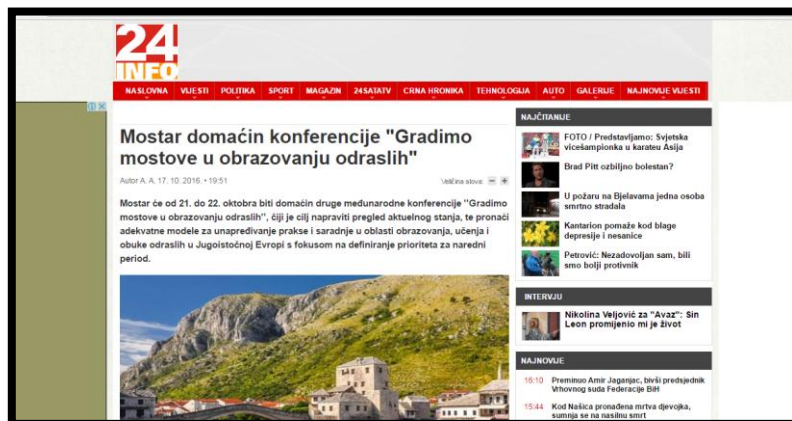 24
INFO
NASLOVNA VIJESTI POLITIKA SPORT MAGAZIN 24SATATV CRNA HRONIKA TEHNOLOGIJA AUTO GALERIJE NAJNOVIJE VIJESTI
Mostar domaćin konferencije "Gradimo
mostove u obrazovanju odraslih"
Autor A. A. 17. 10. 2016. • 19:51
Veličina slova:
Mostar će od 21. do 22. oktobra biti domaćin druge međunarodne konferencije "Gradimo
mostove u obrazovanju odraslih", čiji je cilj napraviti pregled aktuelnog stanja, te pronaći
adekvatne modele za unapređivanje prakse i saradnje u oblasti obrazovanja, učenja i
obuke odraslih u Jugoistočnoj Evropi s fokusom na definiranje prioriteta za naredni
period.
NAJČITANIJE
FOTO / Predstavljamo: Svjetska
vicešampionka u karateu Asija
Brad Pitt ozbiljno bolestan?
U požaru na Bjelavama jedna osoba
smrtno stradala
Kantarion pomaže kod blage
depresije i nesanice
Petrović: Nezadovoljan sam, bili
smo bolji protivnik
INTERVJU
Nikolina Veljović za "Avaz": Sin
Leon promijenio mi je život
NAJNOVIJE
16:10 Preminuo Amir Jaganjac, bivši predsjednik
Vrhovnog suda Federacije BiH
15:44 Kod Našica pronađena mrtva djevojka,
sumnja se na nasilnu smrt